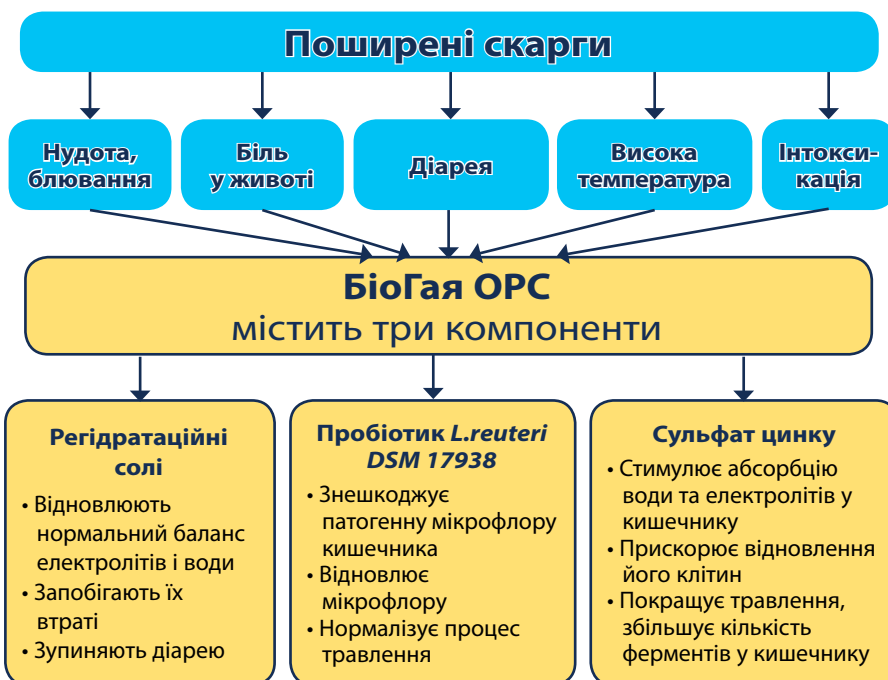 Поширені скарги
Нудота,
блювання
Біль
у животі
Діарея
Висока
температура
Інтокси-
кація
БіоГая ОРС
містить три компоненти
Регідратаційні
солі
• Відновлюють
нормальний баланс
електролітів і води
• Запобігають їх
втраті
• Зупиняють діарею
Пробіотик L.reuteri
DSM 17938
• Знешкоджує
патогенну мікрофлору
кишечника
• Відновлює
мікрофлору
• Нормалізує процес
травлення
Сульфат цинку
• Стимулює абсорбцію
води та електролітів у
кишечнику
• Прискорює відновлення
його клітин
• Покращує травлення,
збільшує кількість
ферментів у кишечнику